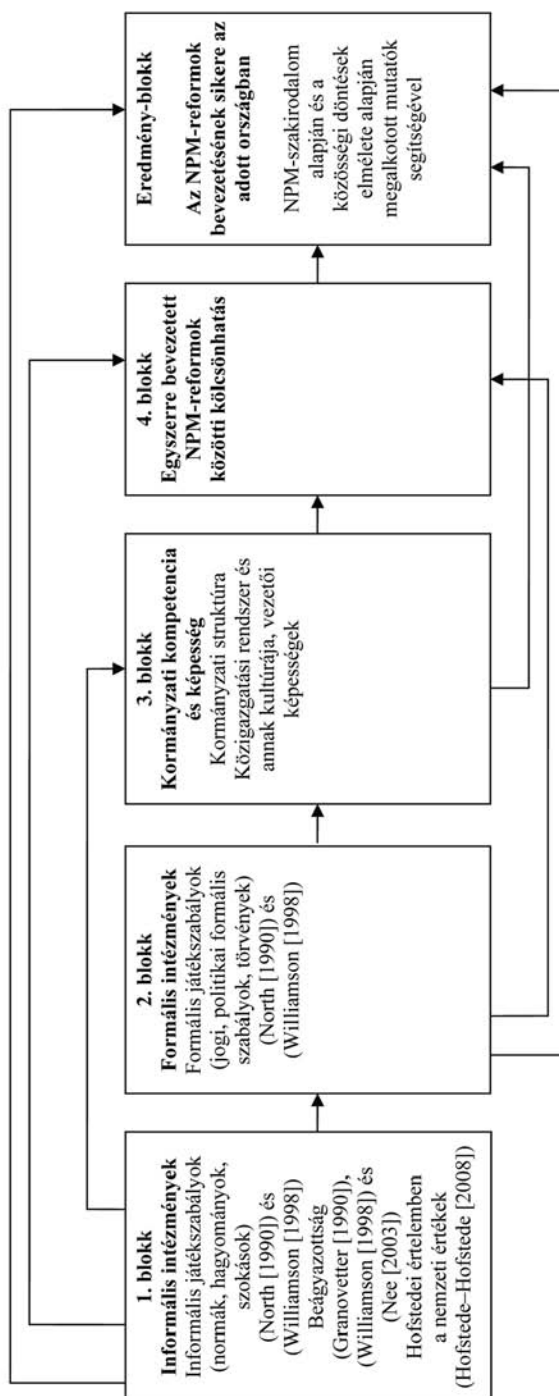 1. blokk
Informális intézmények
Informális játékszabályok
(normák, hagyományok,
szokások)
(North [1990]) és
(Williamson [1998])
Beágyazottság
(Granovetter [1990]),
(Williamson [1998]) és
(Nee [2003])
Hofstedei értelemben
a nemzeti értékek
(Hofstede–Hofstede [2008])
2. blokk
Formális intézmények
Formális játékszabályok
(jogi, politikai formális
szabályok, törvények)
(North [1990]) és
(Williamson [1998])
3. blokk
Kormányzati kompetencia
és képesség
Kormányzati struktúra
Közigazgatási rendszer és
annak kultúrája, vezetői
képességek
4. blokk
Egyszerre bevezetett
NPM-reformok
közötti kölcsönhatás
Eredmény-blokk
Az NPM-reformok
bevezetésének sikere az
adott országban
NPM-szakirodalom
alapján és a
közösségi döntések
elmélete alapján
megalkotott mutatók
segítségével